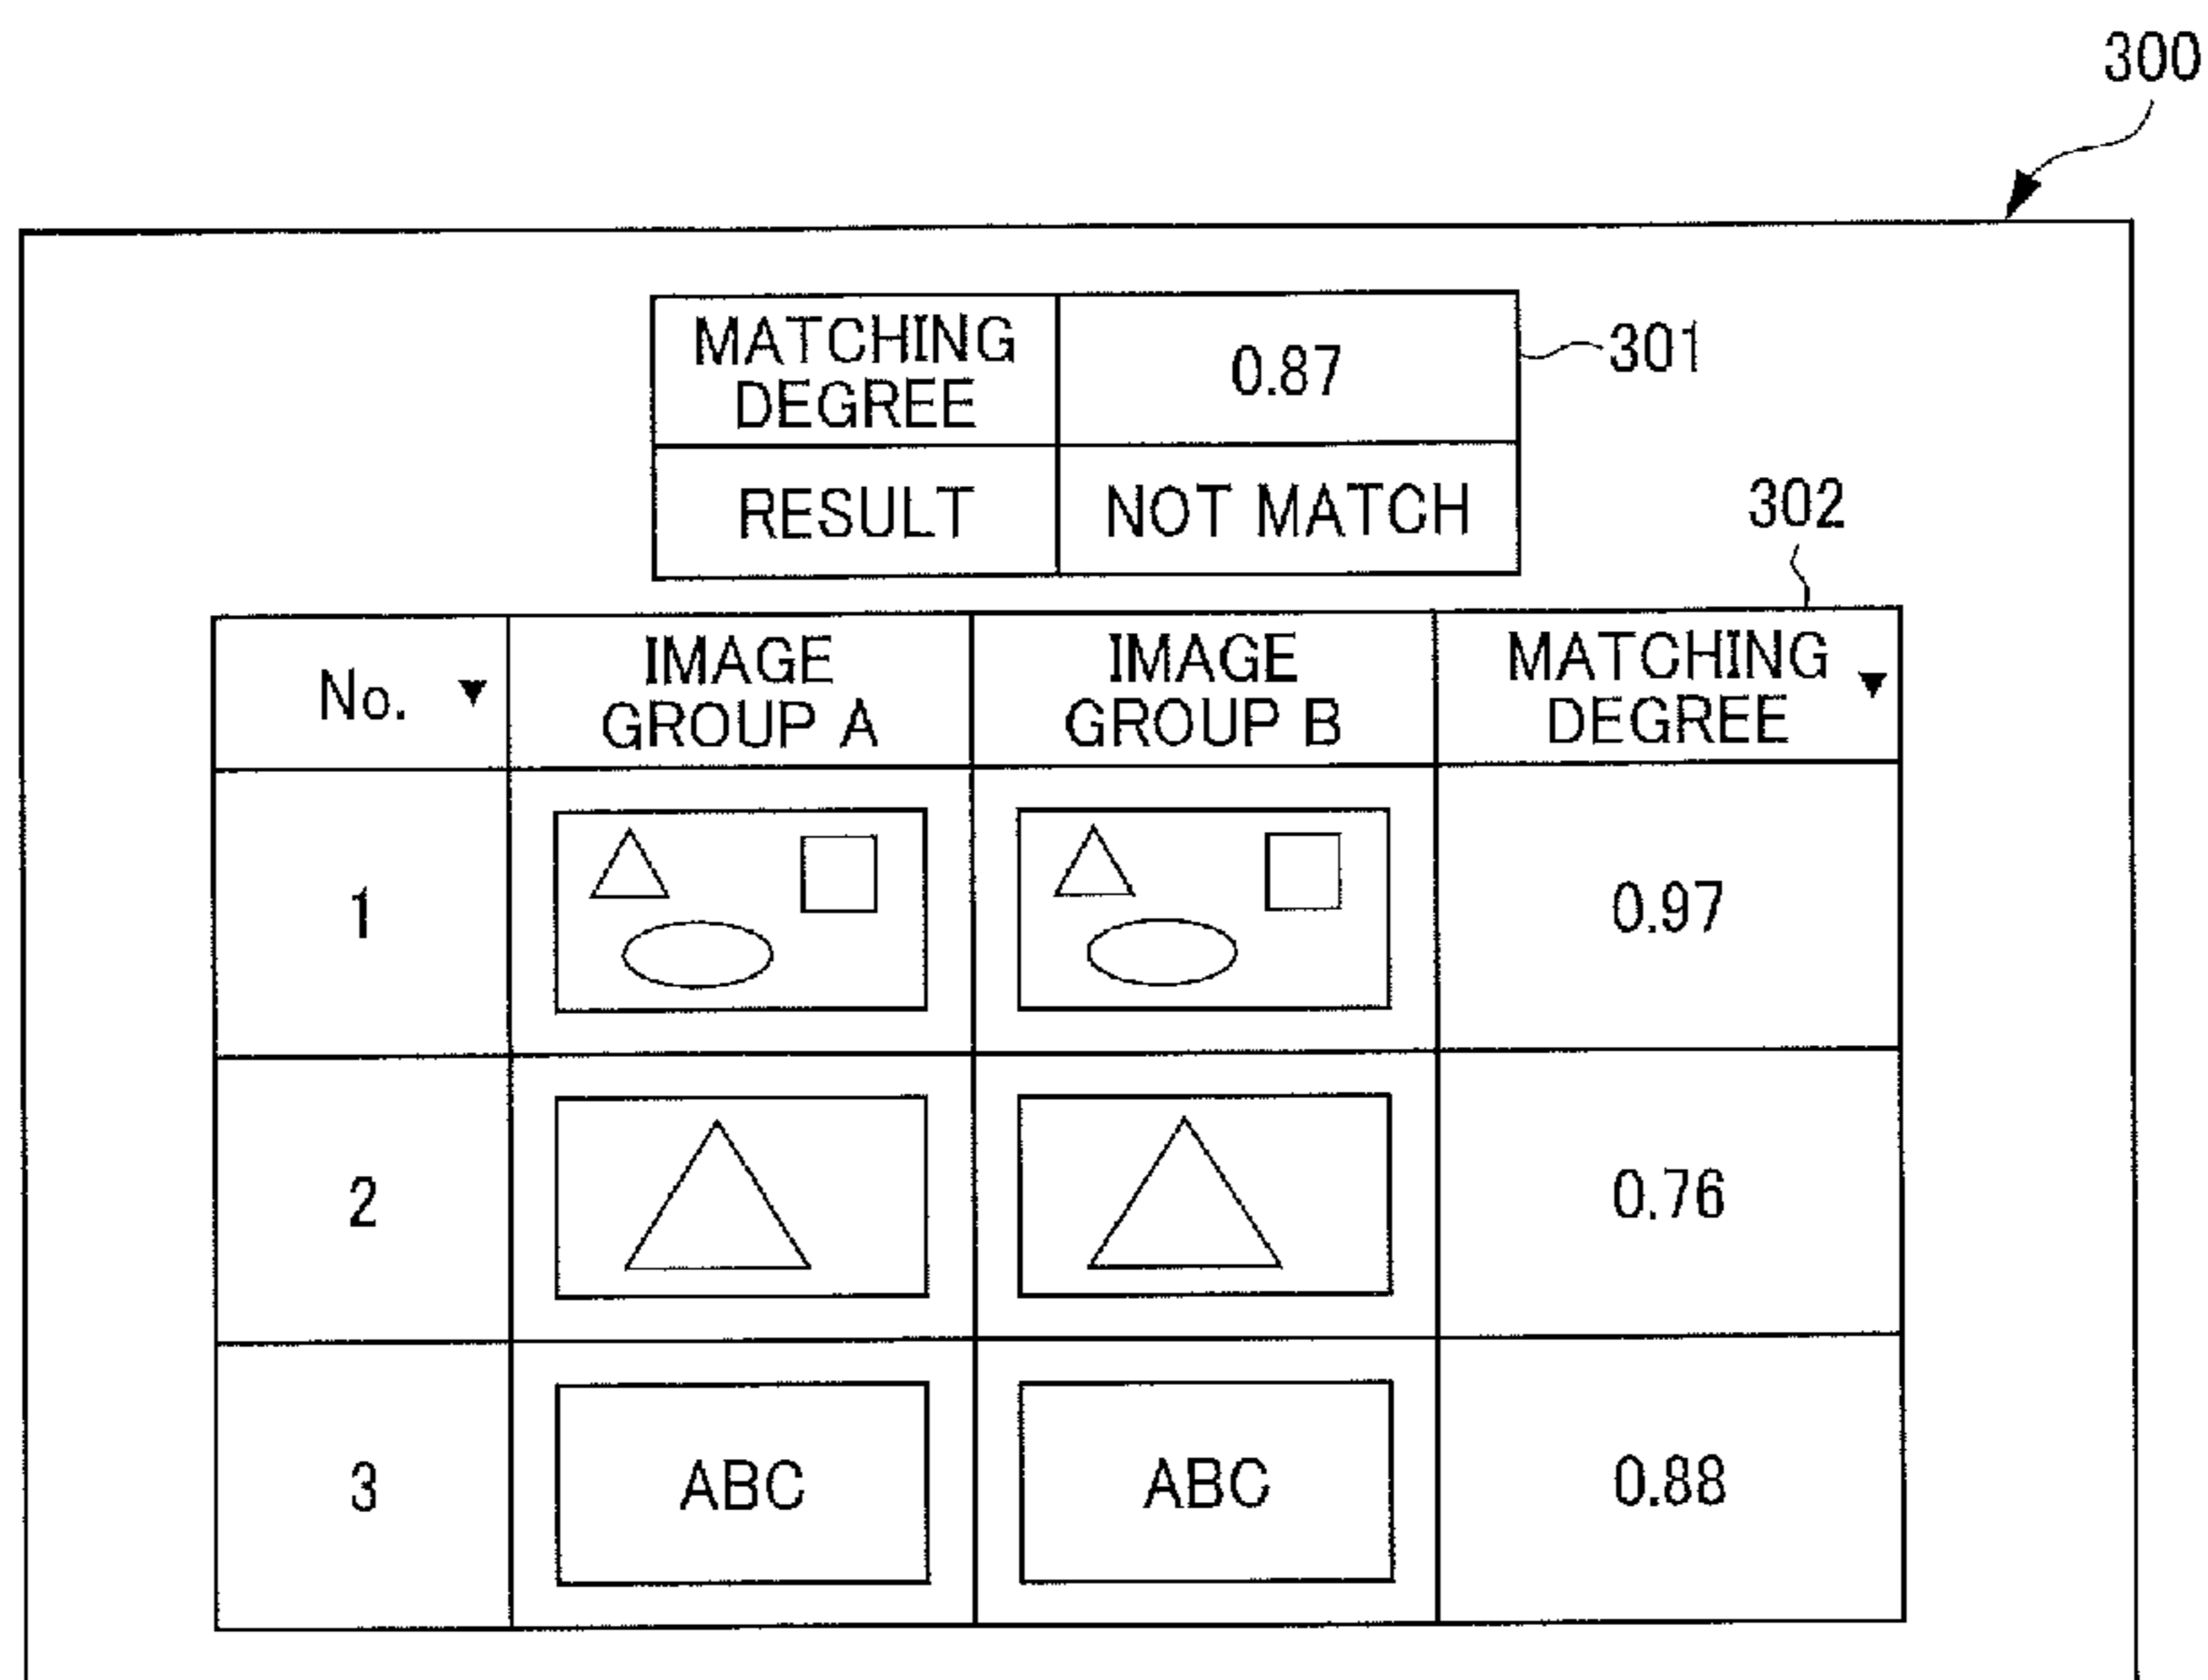 300
MATCHING
DEGREE
0.87
301
RESULT
NOT MATCH
302
No. ▼
IMAGE
GROUP A
IMAGE
GROUP B
MATCHING
DEGREE ▼
1
0.97
2
0.76
3
ABC
ABC
0.88